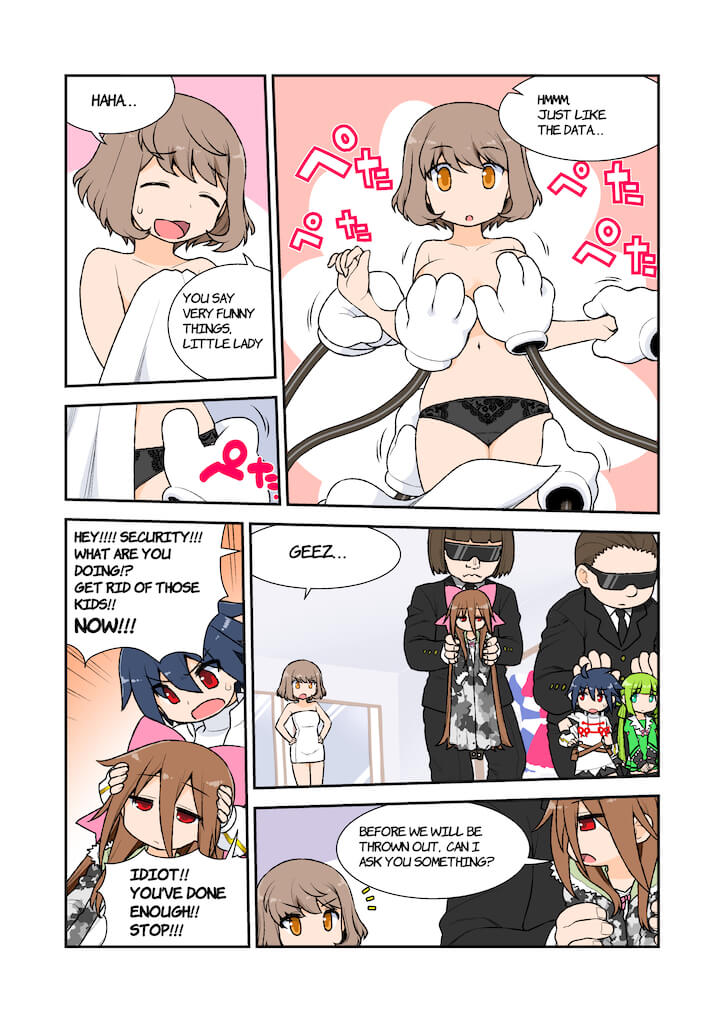 HAHA...
YOU SAY
VERY FUNNY
THINGS,
LITTLE LADY
ぺた
HMMM.
JUST LIKE
THE DATA...
ぺた
ぺた
ぺた
ぺた
HEY!!!! SECURITY!!!
WHAT ARE YOU
DOING!?
GET RID OF THOSE
KIDS!!
NOW!!!
IDIOT!!
YOU'VE DONE
ENOUGH!!
STOP!!!
GEEZ...
BEFORE WE WILL BE
THROWN OUT, CAN I
ASK YOU SOMETHING?